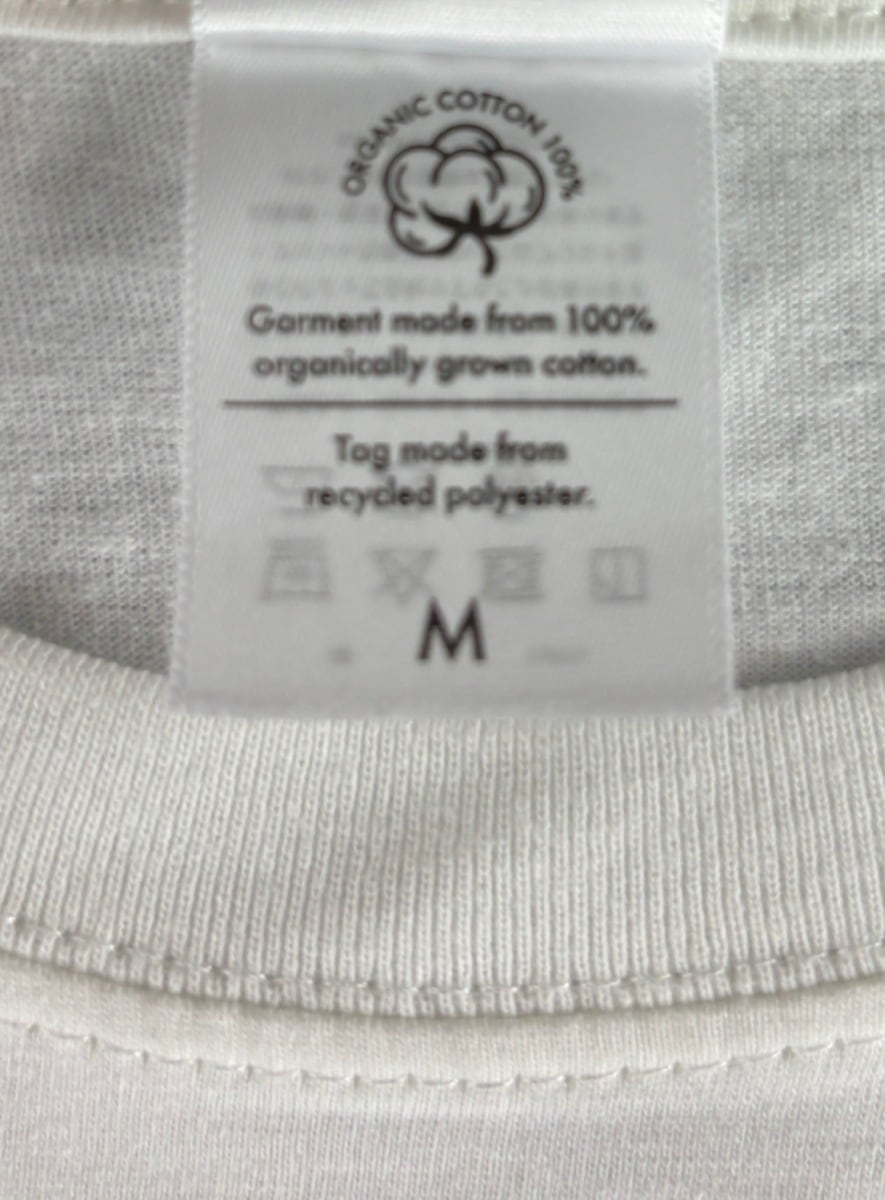 ORGANIC COTTON 100%
Garment made from 100%
organically grown cotton.
Tag made from
recycled polyester.
M